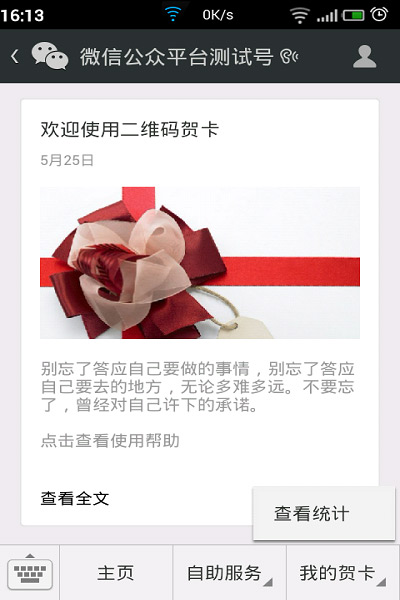 16:13
0K/s
微信公众平台测试号
欢迎使用二维码贺卡
5月25日
别忘了答应自己要做的事情，别忘了答应
自己要去的地方，无论多难多远。不要忘
了，曾经对自己许下的承诺。
点击查看使用帮助
查看全文
查看统计
主页
自助服务
我的贺卡